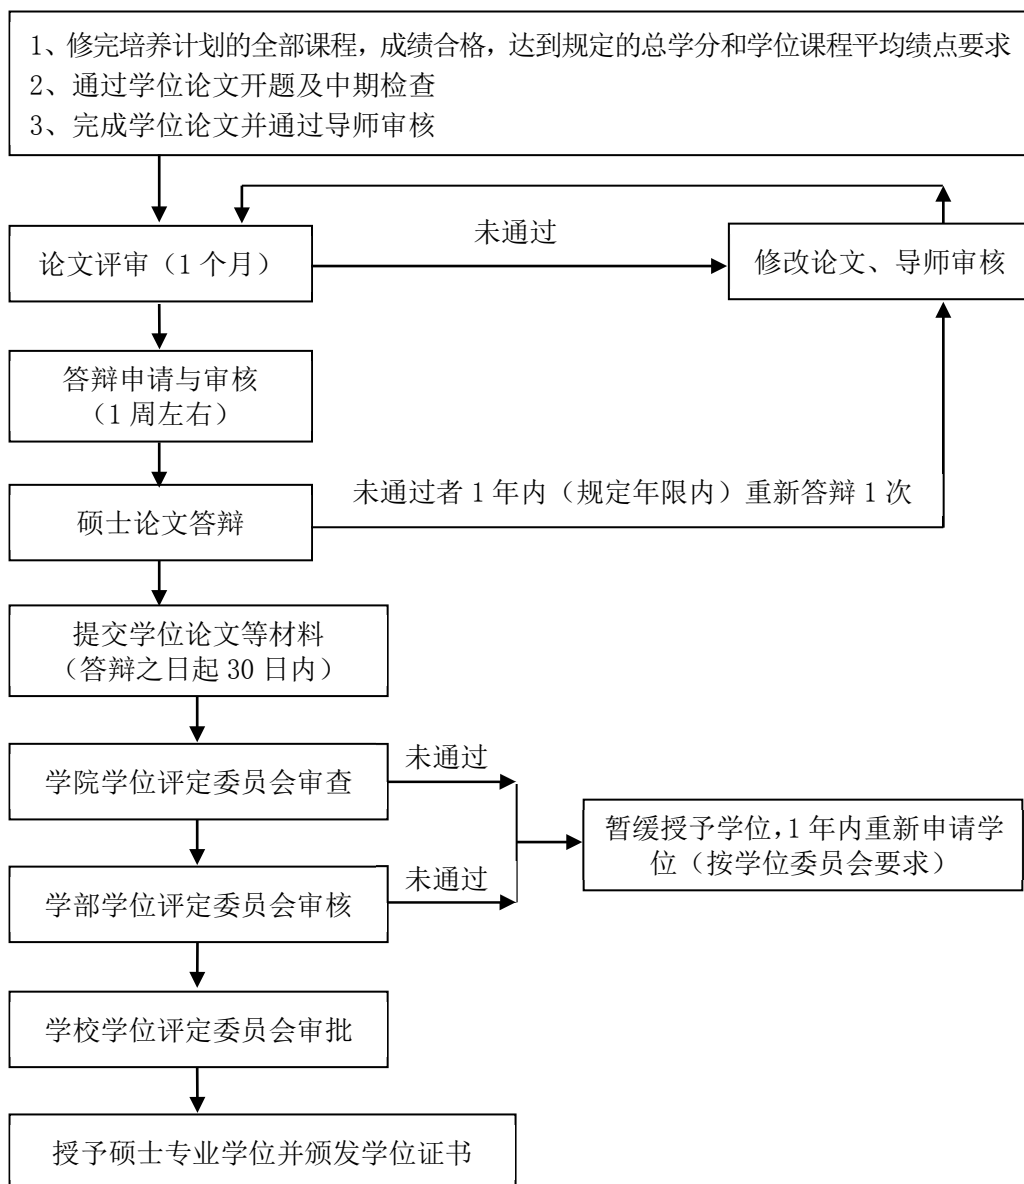 1、修完培养计划的全部课程，成绩合格，达到规定的总学分和学位课程平均绩点要求
2、通过学位论文开题及中期检查
3、完成学位论文并通过导师审核
论文评审（1 个月）
未通过
修改论文、导师审核
答辩申请与审核
（1 周左右）
硕士论文答辩
未通过者 1 年内（规定年限内）重新答辩 1 次
提交学位论文等材料
（答辩之日起 30 日内）
学院学位评定委员会审查
未通过
暂缓授予学位，1 年内重新申请学
位（按学位委员会要求）
学部学位评定委员会审核
未通过
学校学位评定委员会审批
授予硕士专业学位并颁发学位证书